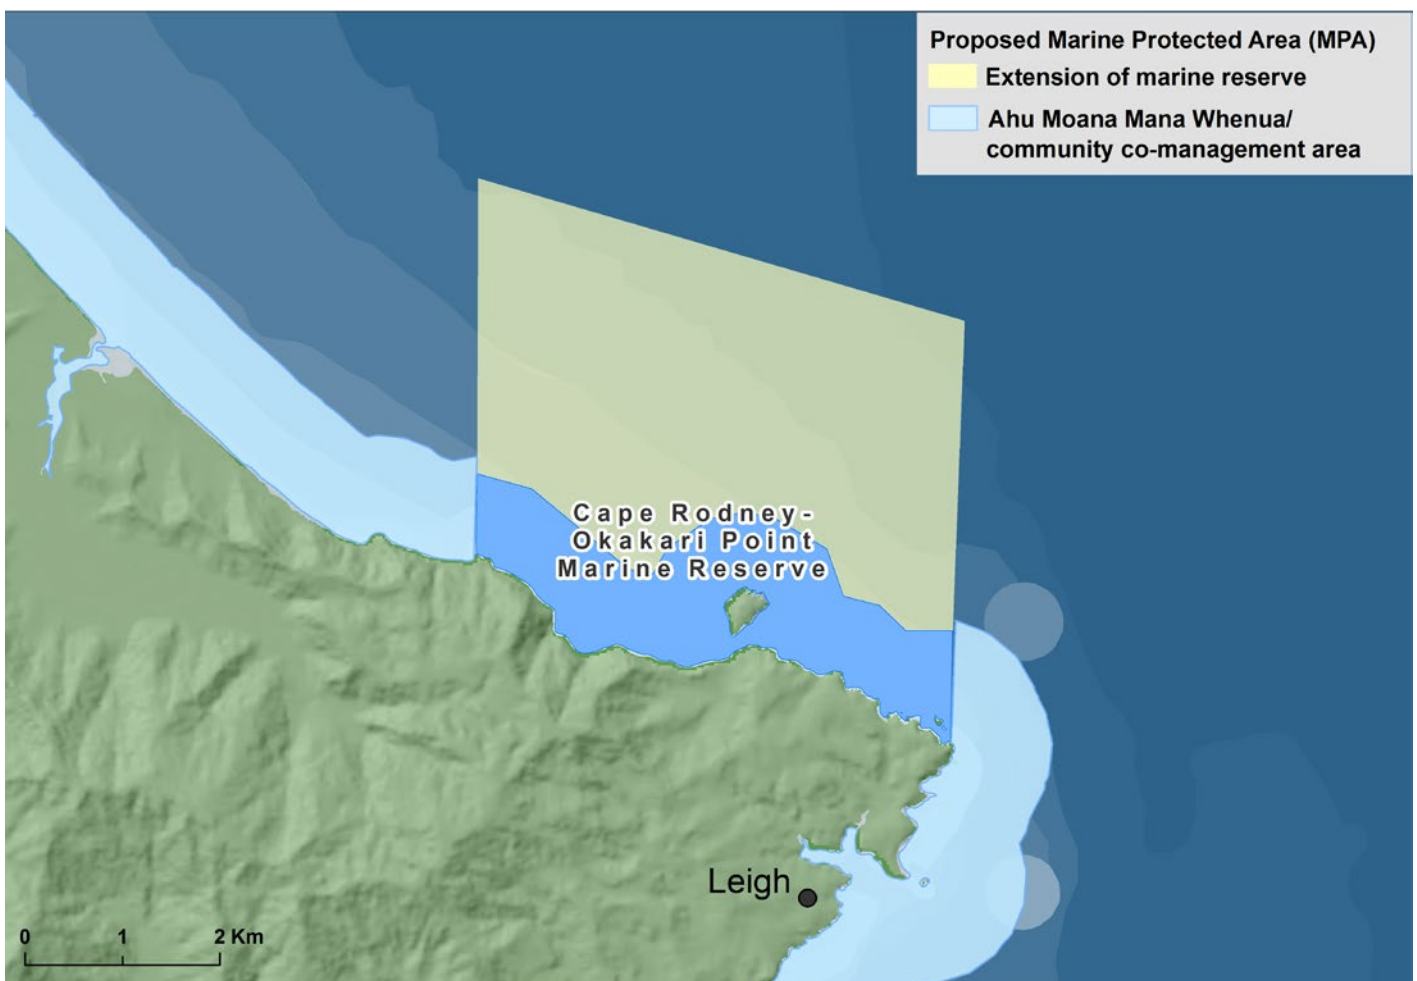 Proposed Marine Protected Area (MPA)
Extension of marine reserve
Ahu Moana Mana Whenua/
community co-management area
Cape Rodney-
Okakari Point
Marine Reserve
Leigh
0 1 2 Km